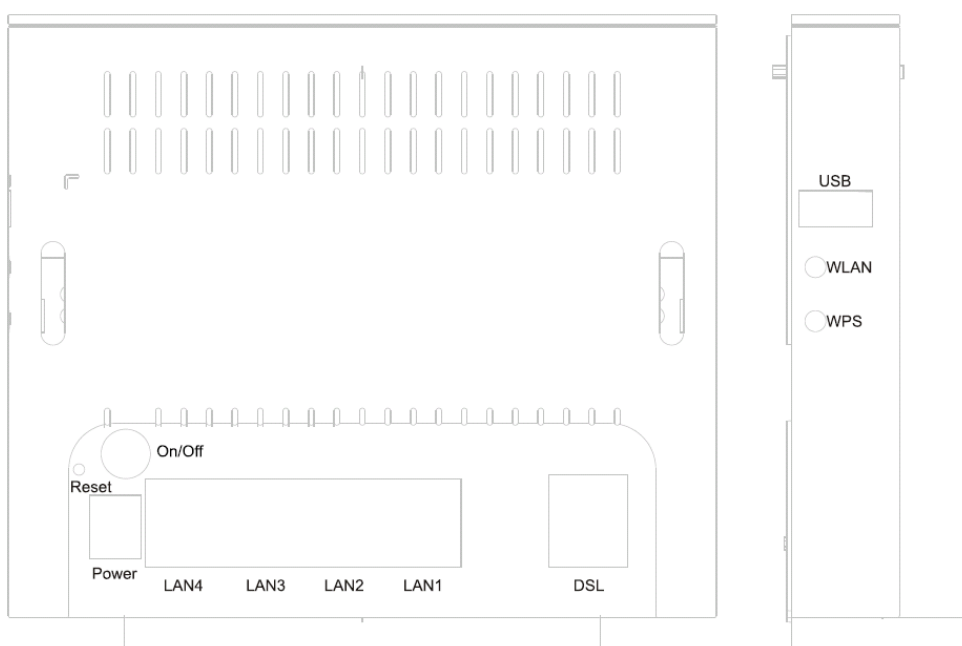 USB
WLAN
WPS
On/Off
Reset
Power
LAN4 LAN3 LAN2 LAN1 DSL